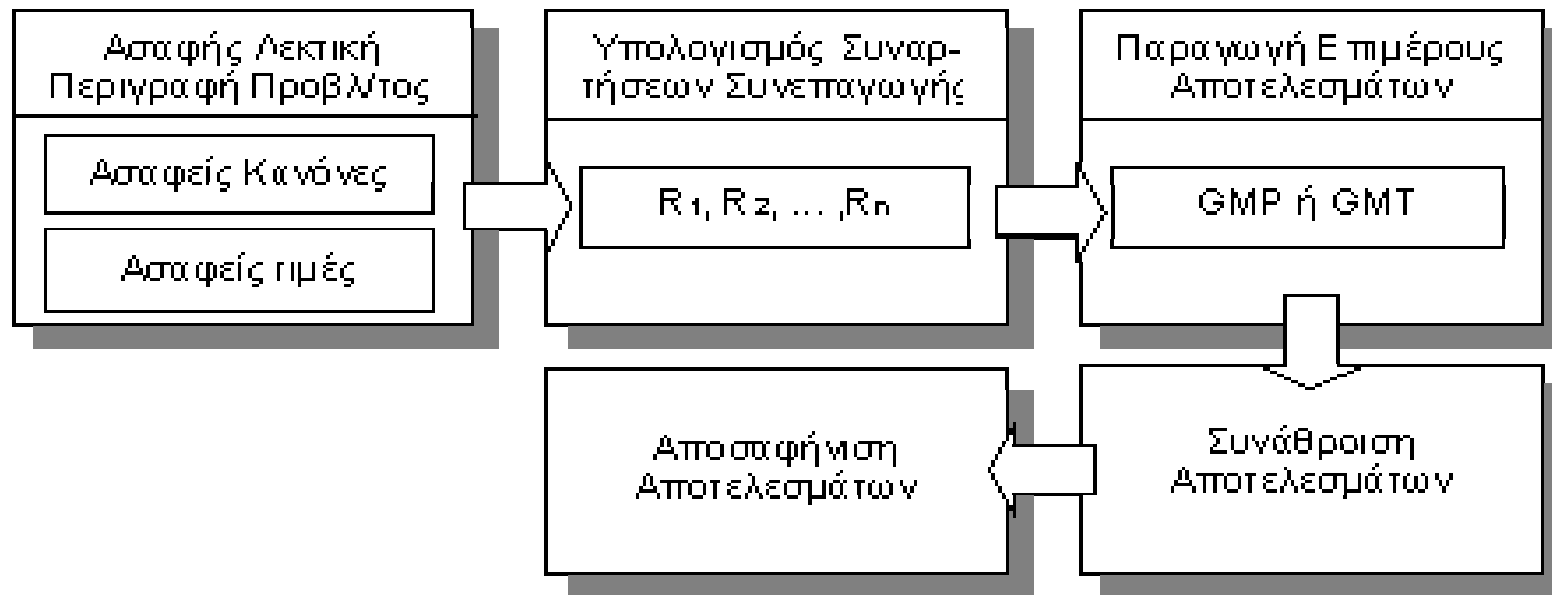 Ασαφής Λεκτική
Περιγραφή Προβλ/τος
Ασαφείς Κανόνες
Ασαφείς τιμές
Υπολογισμός Συναρ-
τήσεων Συνεπαγωγής
R1, R2, ... ,Rn
Παραγωγή Επιμέρους
Αποτελεσμάτων
GMP ή GMT
Συνάθροιση
Αποτελεσμάτων
Αποσαφήνιση
Αποτελεσμάτων